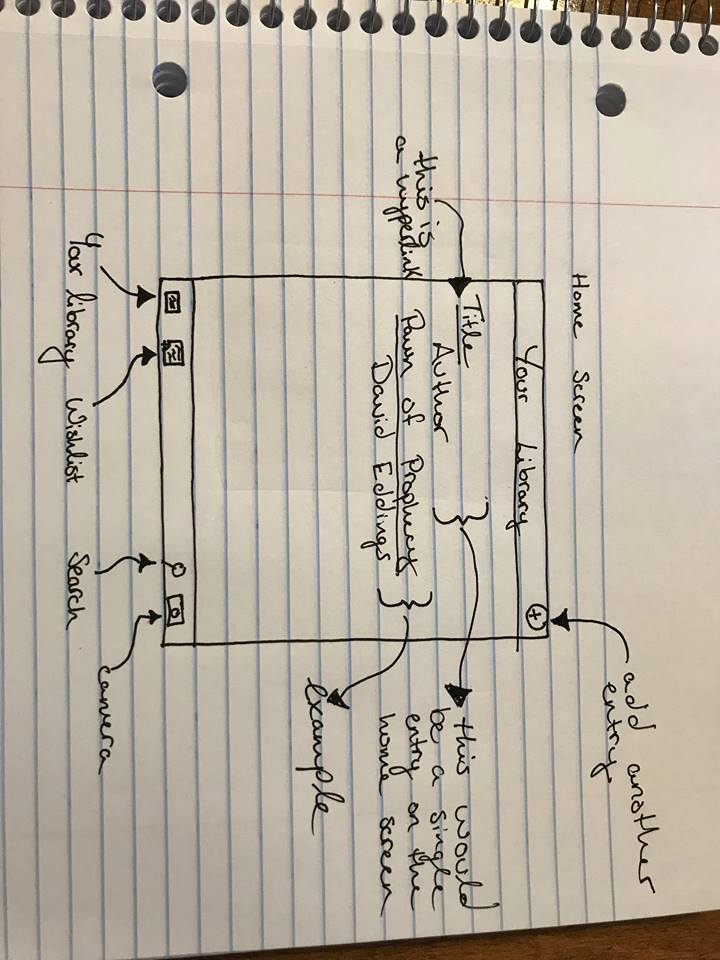 add another
entry.
Home Screen
Your Library
+
Title
Author
this is
a hyperlink
this would
be a single
entry on the
home screen
Pawn of Prophecy
David Eddings
example
Your library
Wishlist
Search
camera